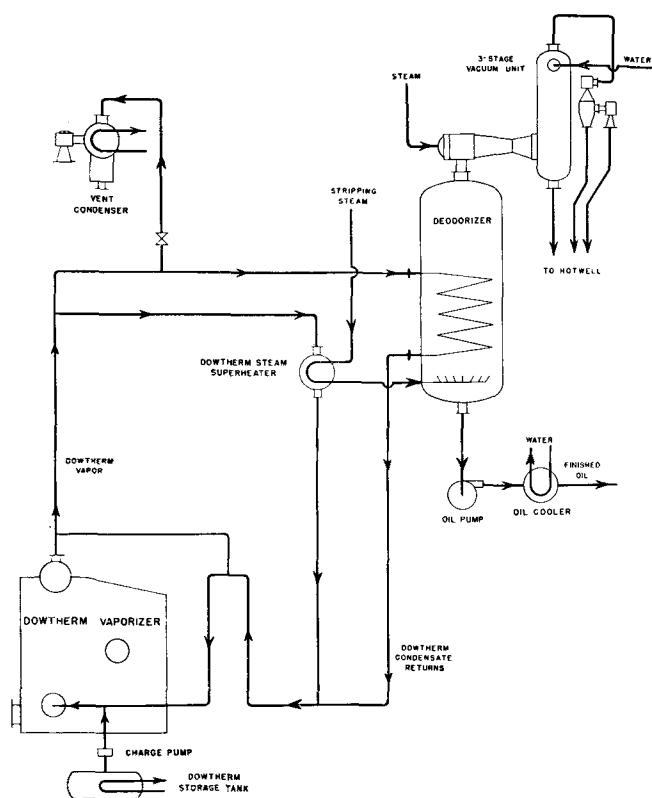 3-STAGE
VACUUM UNIT
WATER
STEAM
VENT
CONDENSER
STRIPPING
STEAM
DEODORIZER
TO HOTWELL
DOWTHERM STEAM
SUPERHEATER
DOWTHERM
VAPOR
WATER
FINISHED
OIL
OIL PUMP
OIL COOLER
DOWTHERM VAPORIZER
DOWTHERM
CONDENSATE
RETURNS
CHARGE PUMP
DOWTHERM
STORAGE TANK